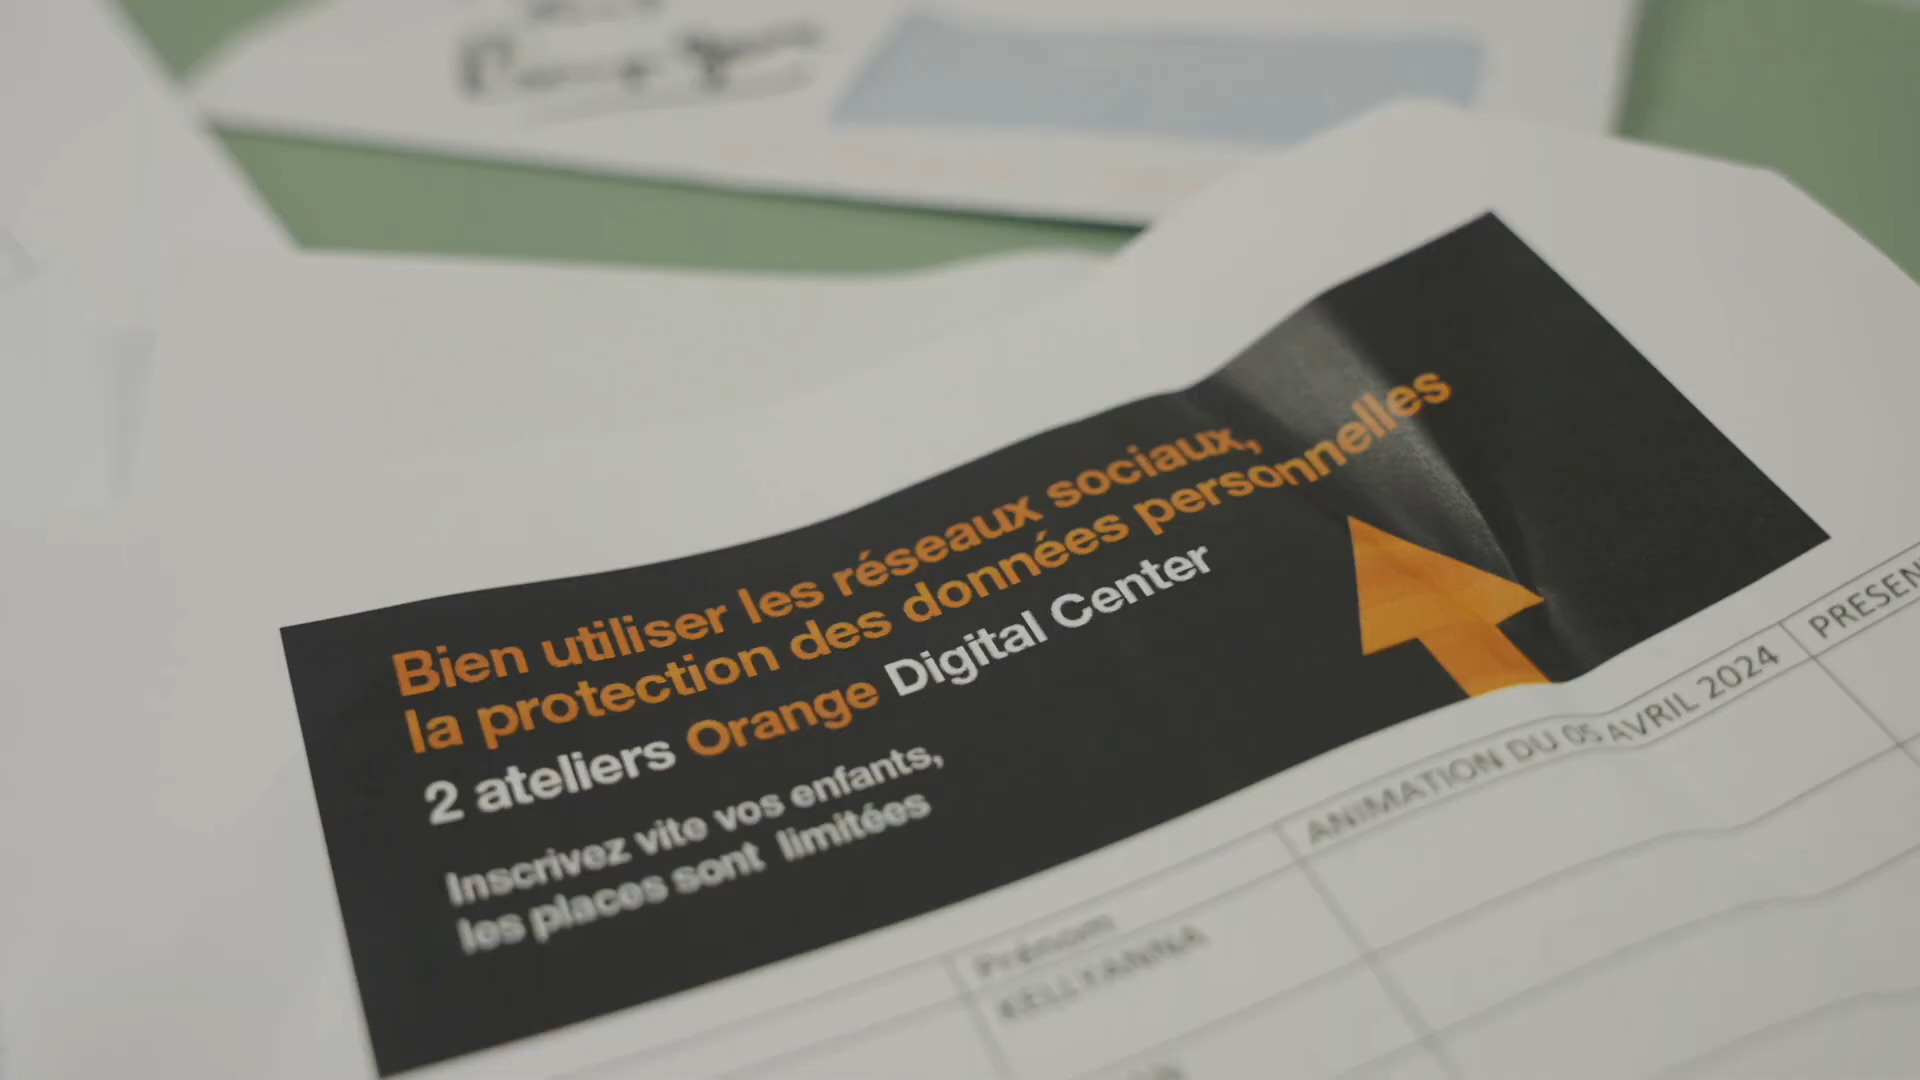 Bien utiliser les réseaux sociaux,
la protection des données personnelles
2 ateliers Orange Digital Center
Inscrivez vite vos enfants,
les places sont limitées
ANIMATION DU 05 AVRIL 2024
Prénom
KELLYANNA